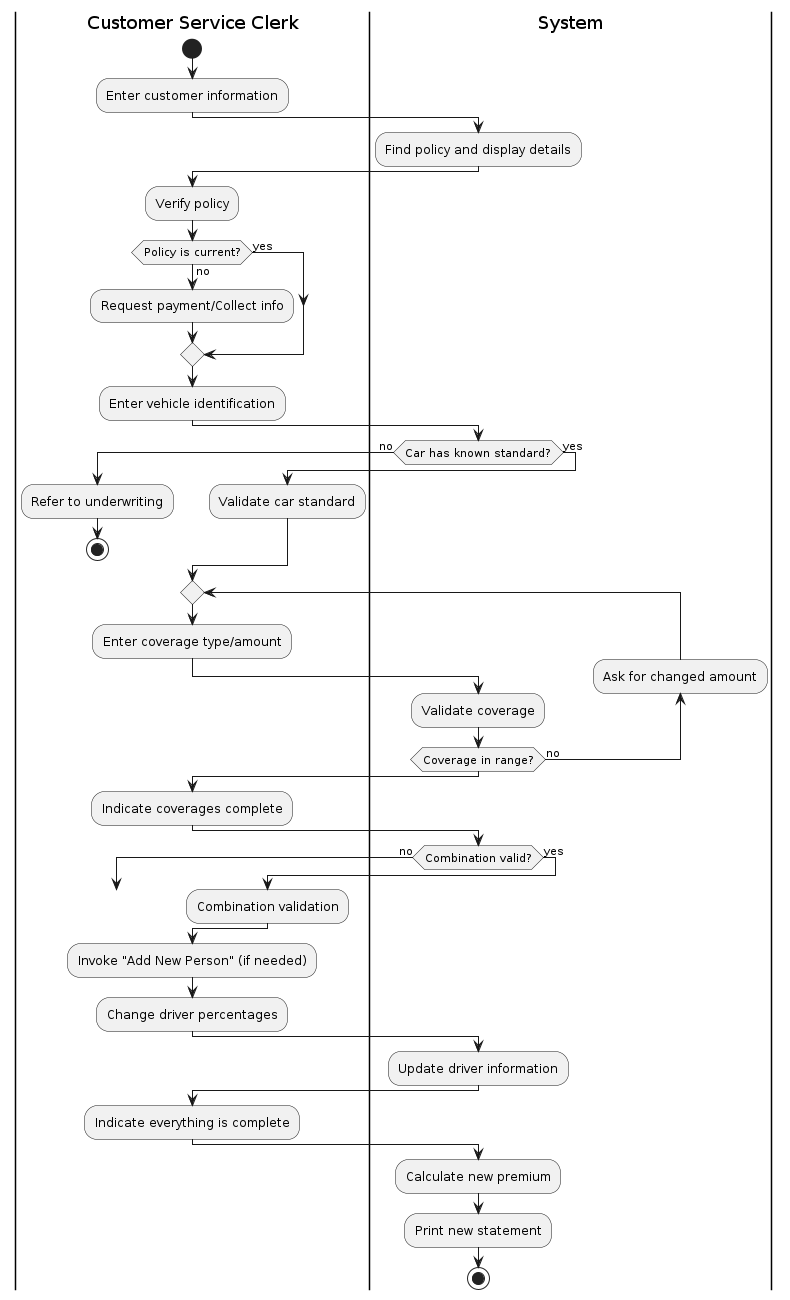 Customer Service Clerk
System
Enter customer information
Find policy and display details
Verify policy
Policy is current?
yes
no
Request payment/Collect info
Enter vehicle identification
no
Car has known standard?
yes
Refer to underwriting
Validate car standard
Enter coverage type/amount
Ask for changed amount
Validate coverage
Coverage in range?
no
Indicate coverages complete
no
Combination valid?
yes
Combination validation
Invoke "Add New Person" (if needed)
Change driver percentages
Update driver information
Indicate everything is complete
Calculate new premium
Print new statement